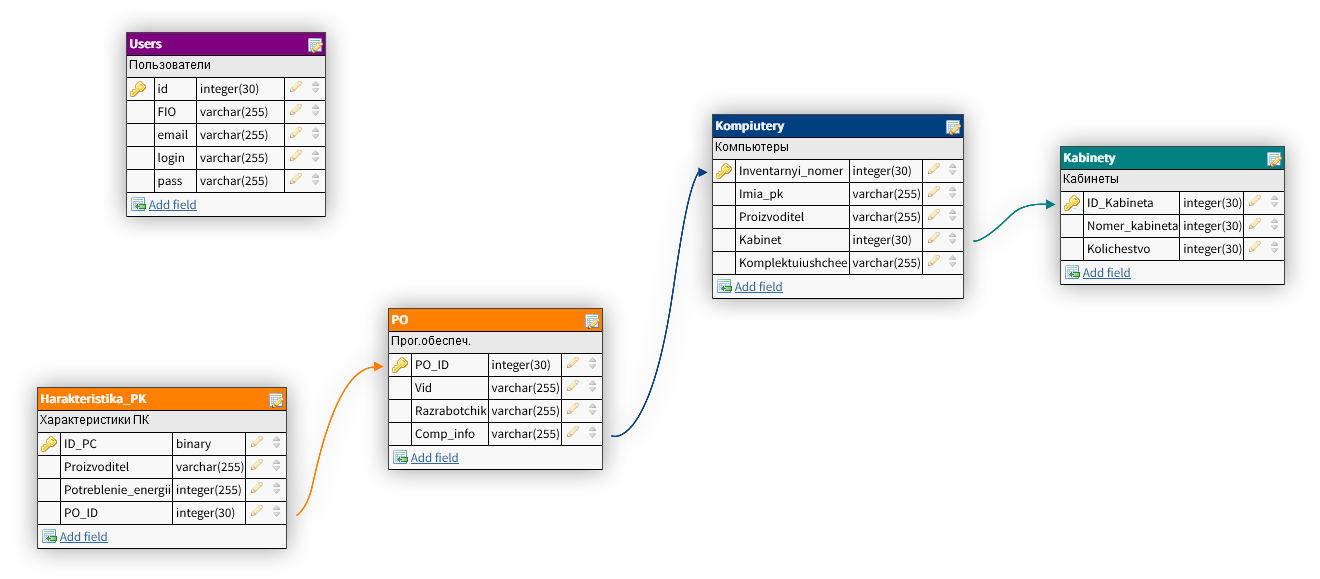 Users
Пользователи
id integer(30)
FIO varchar(255)
email varchar(255)
login varchar(255)
pass varchar(255)
Add field
Kompiutery
Компьютеры
Inventarnyi_nomer integer(30)
Imia_pk varchar(255)
Proizvoditel varchar(255)
Kabinet integer(30)
Komplektuiushchee varchar(255)
Add field
Kabinety
Кабинеты
ID_Kabineta integer(30)
Nomer_kabineta integer(30)
Kolichestvo integer(30)
Add field
PO
Прог.обеспеч.
PO_ID integer(30)
Vid varchar(255)
Razrabotchik varchar(255)
Comp_info varchar(255)
Add field
Harakteristika_PK
Характеристики ПК
ID_PC binary
Proizvoditel varchar(255)
Potreblenie_energii integer(255)
PO_ID integer(30)
Add field